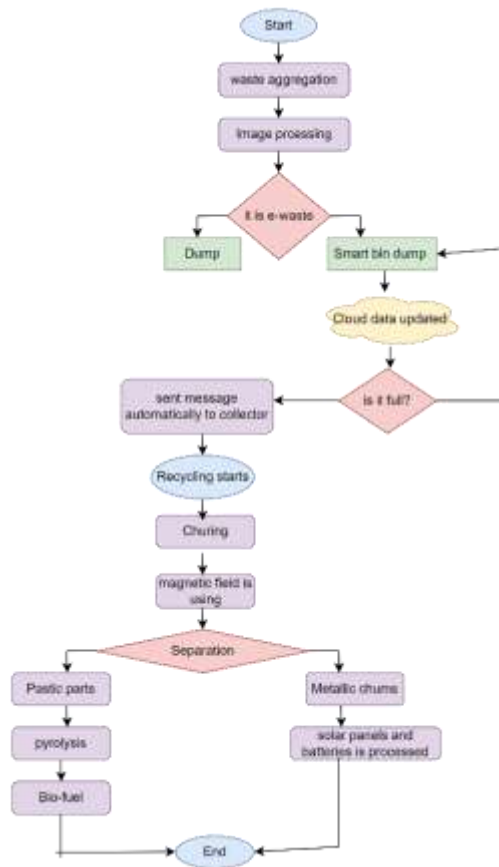 Start
waste aggregation
Image prcessing
It is e-waste
Dump
Smart bin dump
Cloud data updated
is it full?
sent message
automatically to collector
Recycling starts
Churing
magnetic field is
using
Separation
Pastic parts
Metallic churns
pyrolysis
solar panels and
batteries is processed
Bio-fuel
End